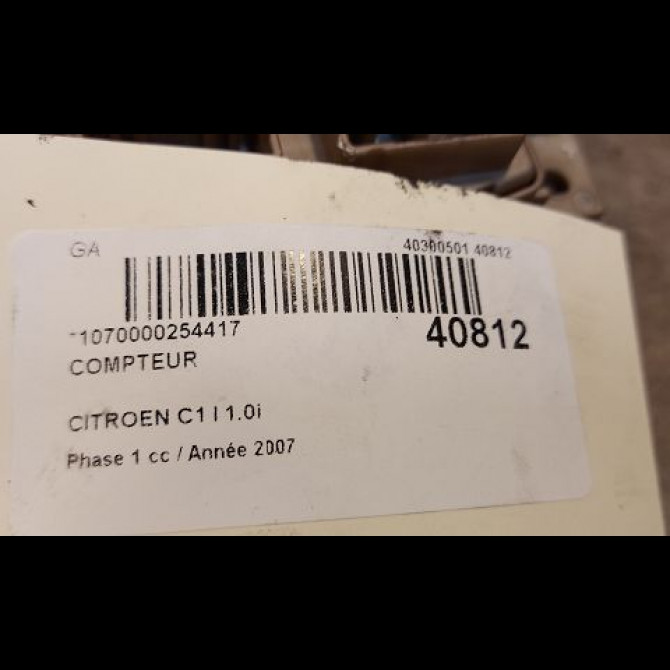 GA 40300501 40812
-1070000254417 40812
COMPTEUR
CITROEN C1 I 1.0i
Phase 1 cc / Année 2007